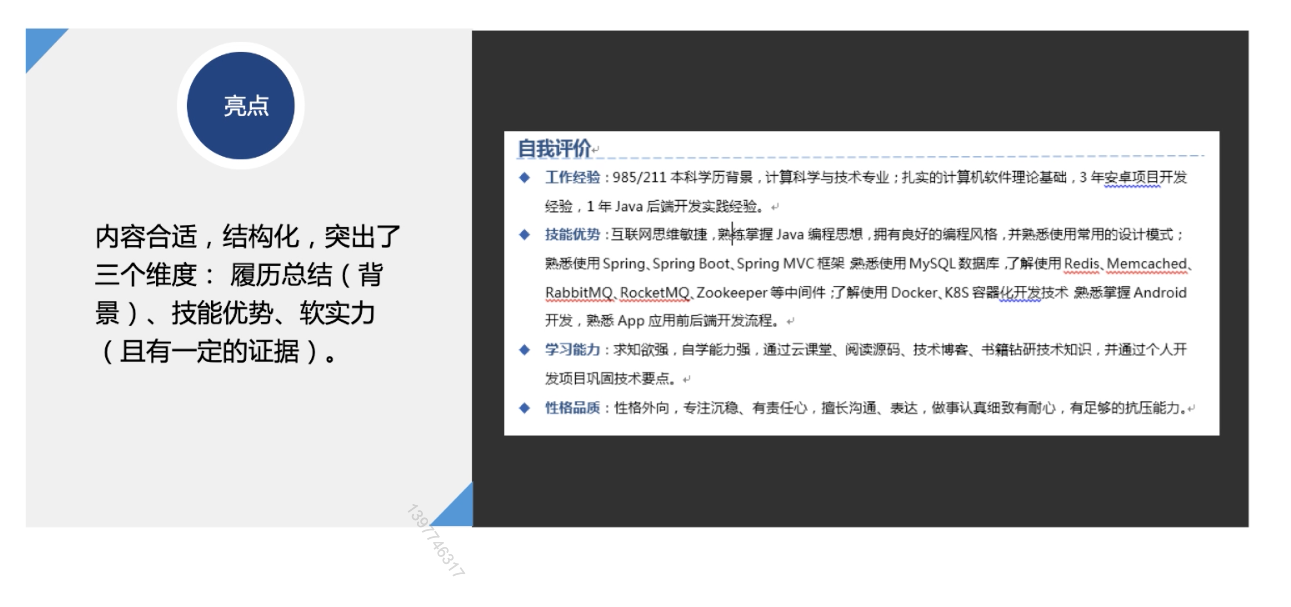 亮点
内容合适，结构化，突出了
三个维度： 履历总结（背
景）、技能优势、软实力
（且有一定的证据）。
自我评价
工作经验：985/211 本科学历背景，计算科学与技术专业；扎实的计算机软件理论基础，3 年安卓项目开发
经验，1 年 Java 后端开发实践经验。
技能优势：互联网思维敏捷，熟练掌握 Java 编程思想，拥有良好的编程风格，并熟悉使用常用的设计模式；
熟悉使用 Spring、Spring Boot、Spring MVC 框架,熟悉使用 MySQL 数据库,了解使用 Redis、Memcached、
RabbitMQ、RocketMQ、Zookeeper 等中间件;了解使用 Docker、K8S 容器化开发技术,熟悉掌握 Android
开发，熟悉 App 应用前后端开发流程。
学习能力：求知欲强，自学能力强，通过云课堂、阅读源码、技术博客、书籍钻研技术知识，并通过个人开
发项目巩固技术要点。
性格品质：性格外向，专注沉稳、有责任心，擅长沟通、表达，做事认真细致有耐心，有足够的抗压能力。
13977746317